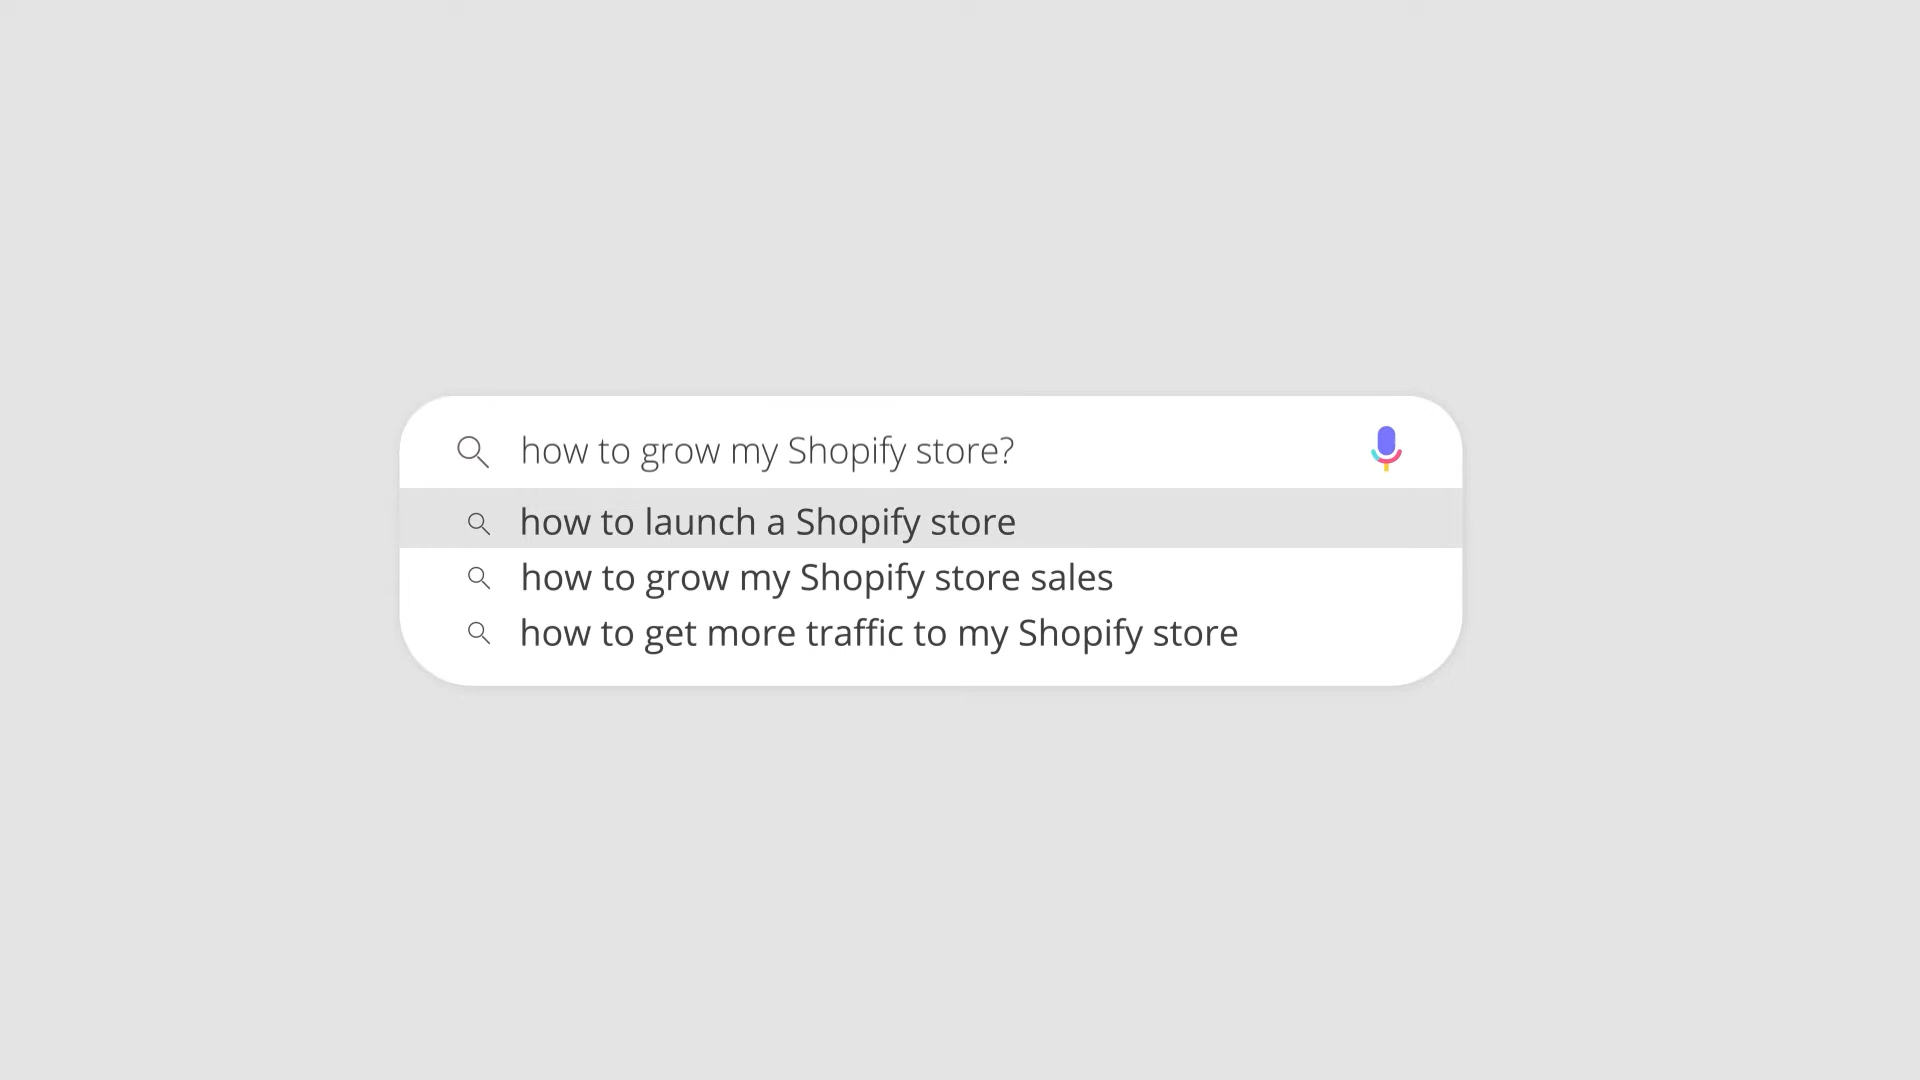 how to grow my Shopify store?
how to launch a Shopify store
how to grow my Shopify store sales
how to get more traffic to my Shopify store